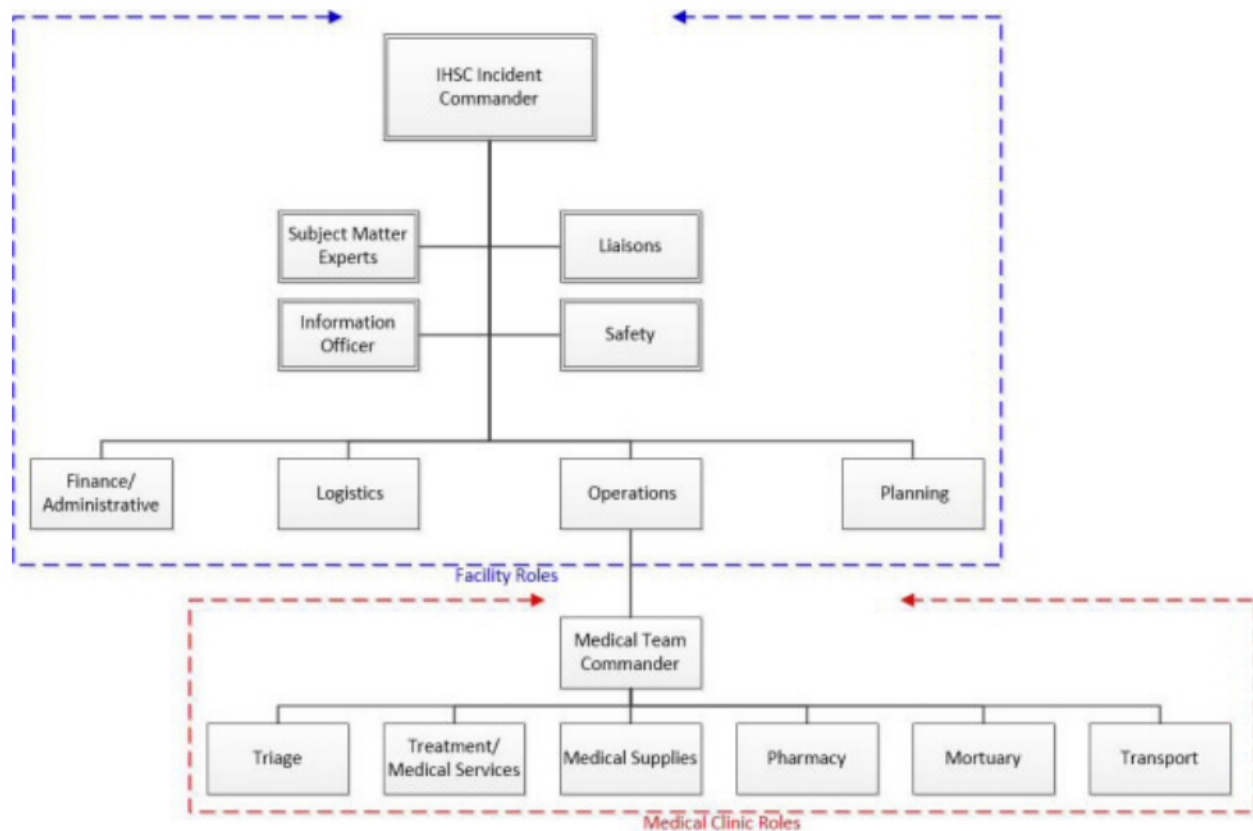 IHSC Incident
Commander
Subject Matter
Experts
Liaisons
Information
Officer
Safety
Finance/
Administrative
Logistics
Operations
Planning
Facility Roles
Medical Team
Commander
Triage
Treatment/
Medical Services
Medical Supplies
Pharmacy
Mortuary
Transport
Medical Clinic Roles